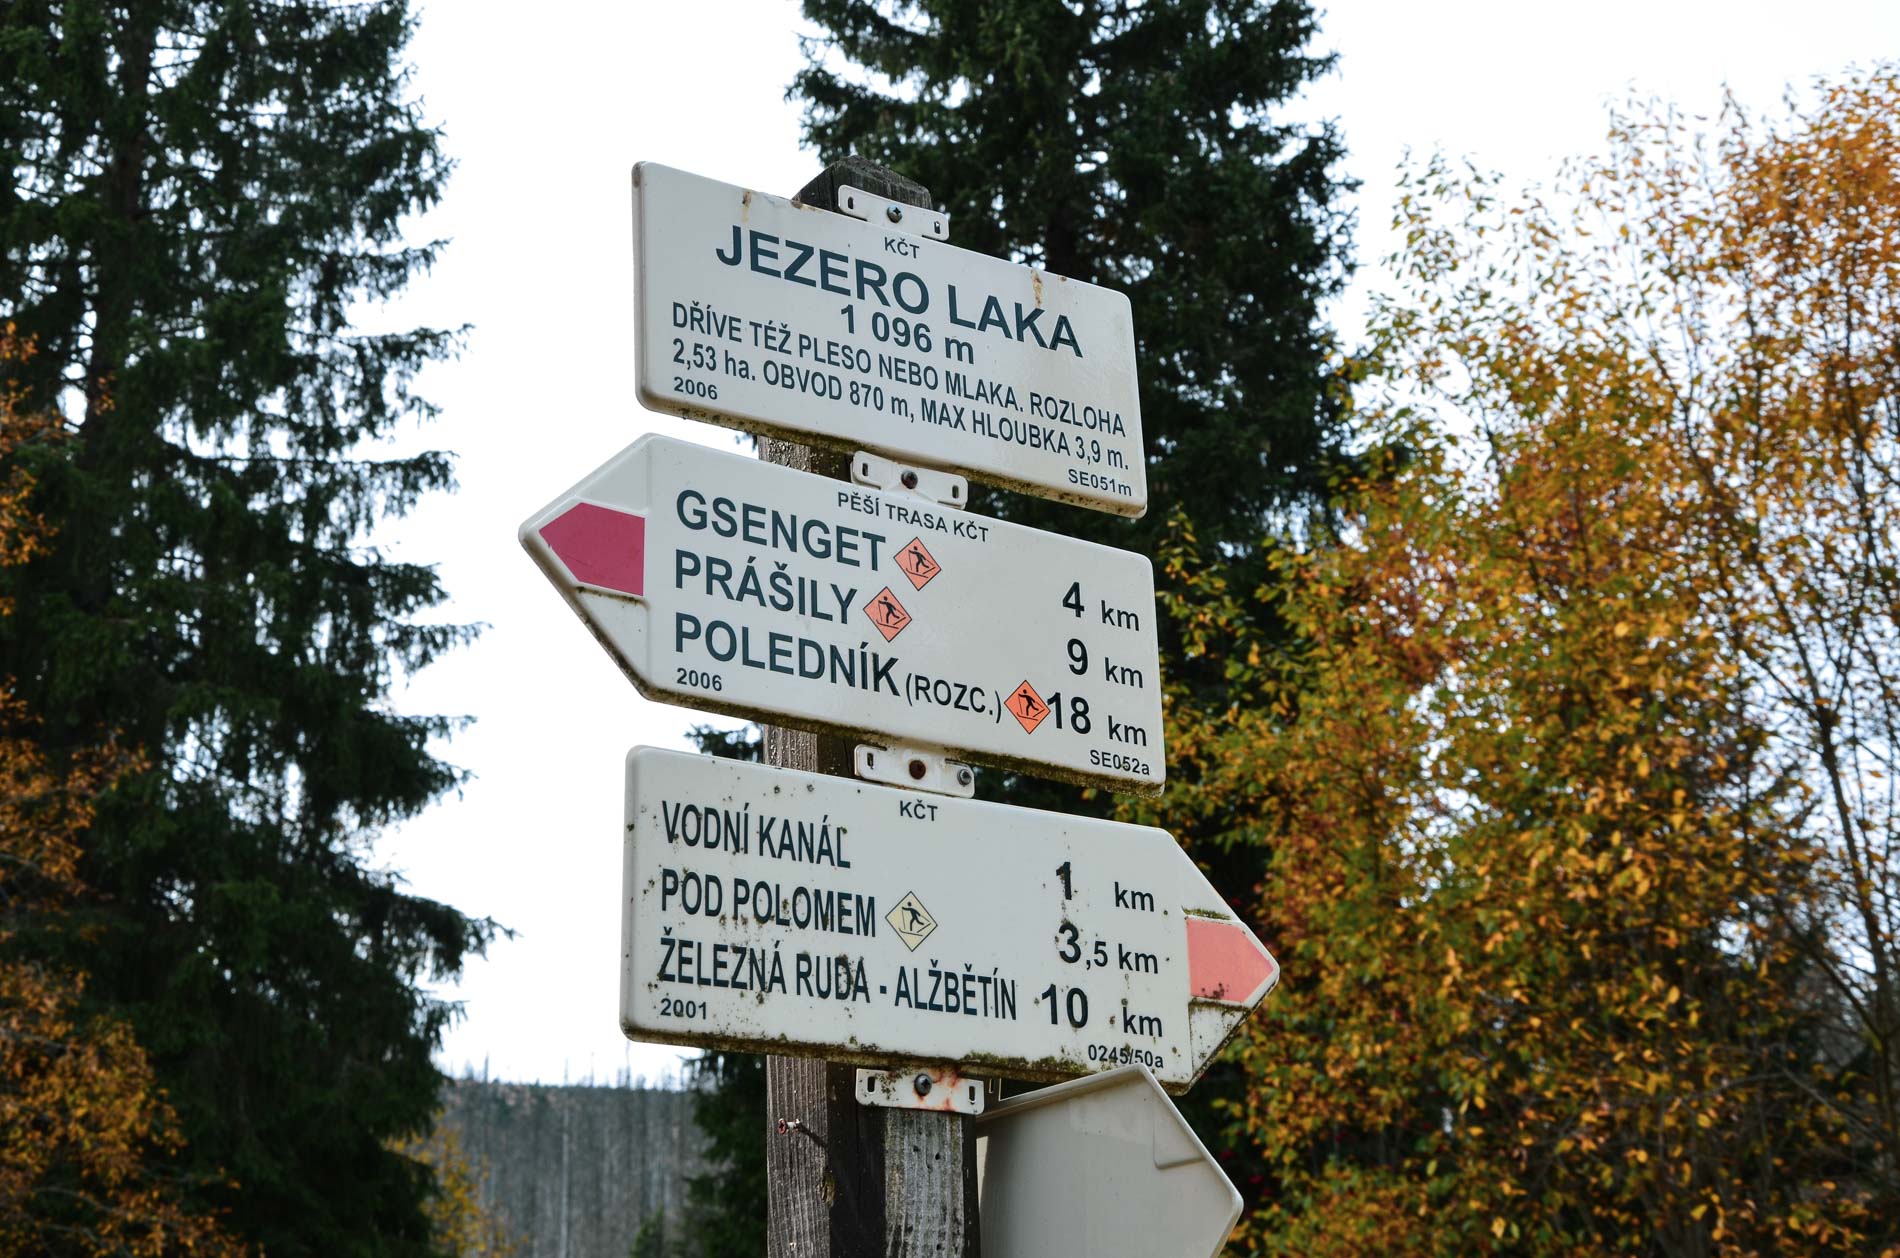 KČT
JEZERO LAKA
1 096 m
DŘÍVE TÉŽ PLESO NEBO MLAKA. ROZLOHA
2,53 ha. OBVOD 870 m, MAX HLOUBKA 3,9 m.
2006 SE051m
PĚŠÍ TRASA KČT
GSENGET 4 km
PRÁŠILY 9 km
POLEDNÍK (ROZC.) 18 km
2006 SE052a
KČT
VODNÍ KANÁL 1 km
POD POLOMEM 3,5 km
ŽELEZNÁ RUDA - ALŽBĚTÍN 10 km
2001 0245/50a